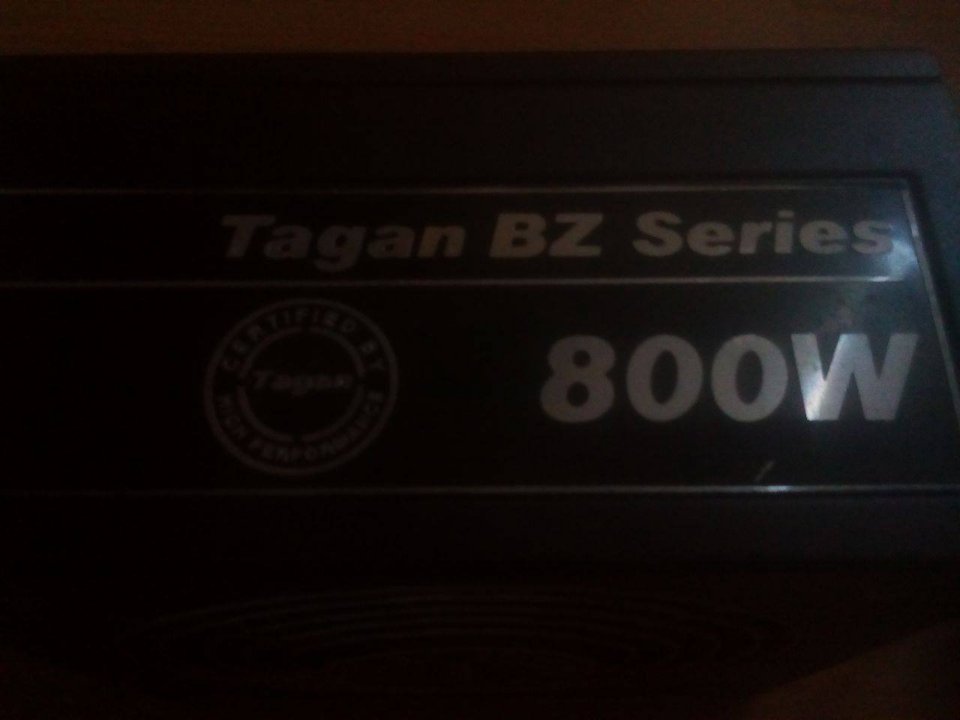 Tagan BZ Series
CERTIFIED BY
Tagan
HIGH PERFORMANCE
800W